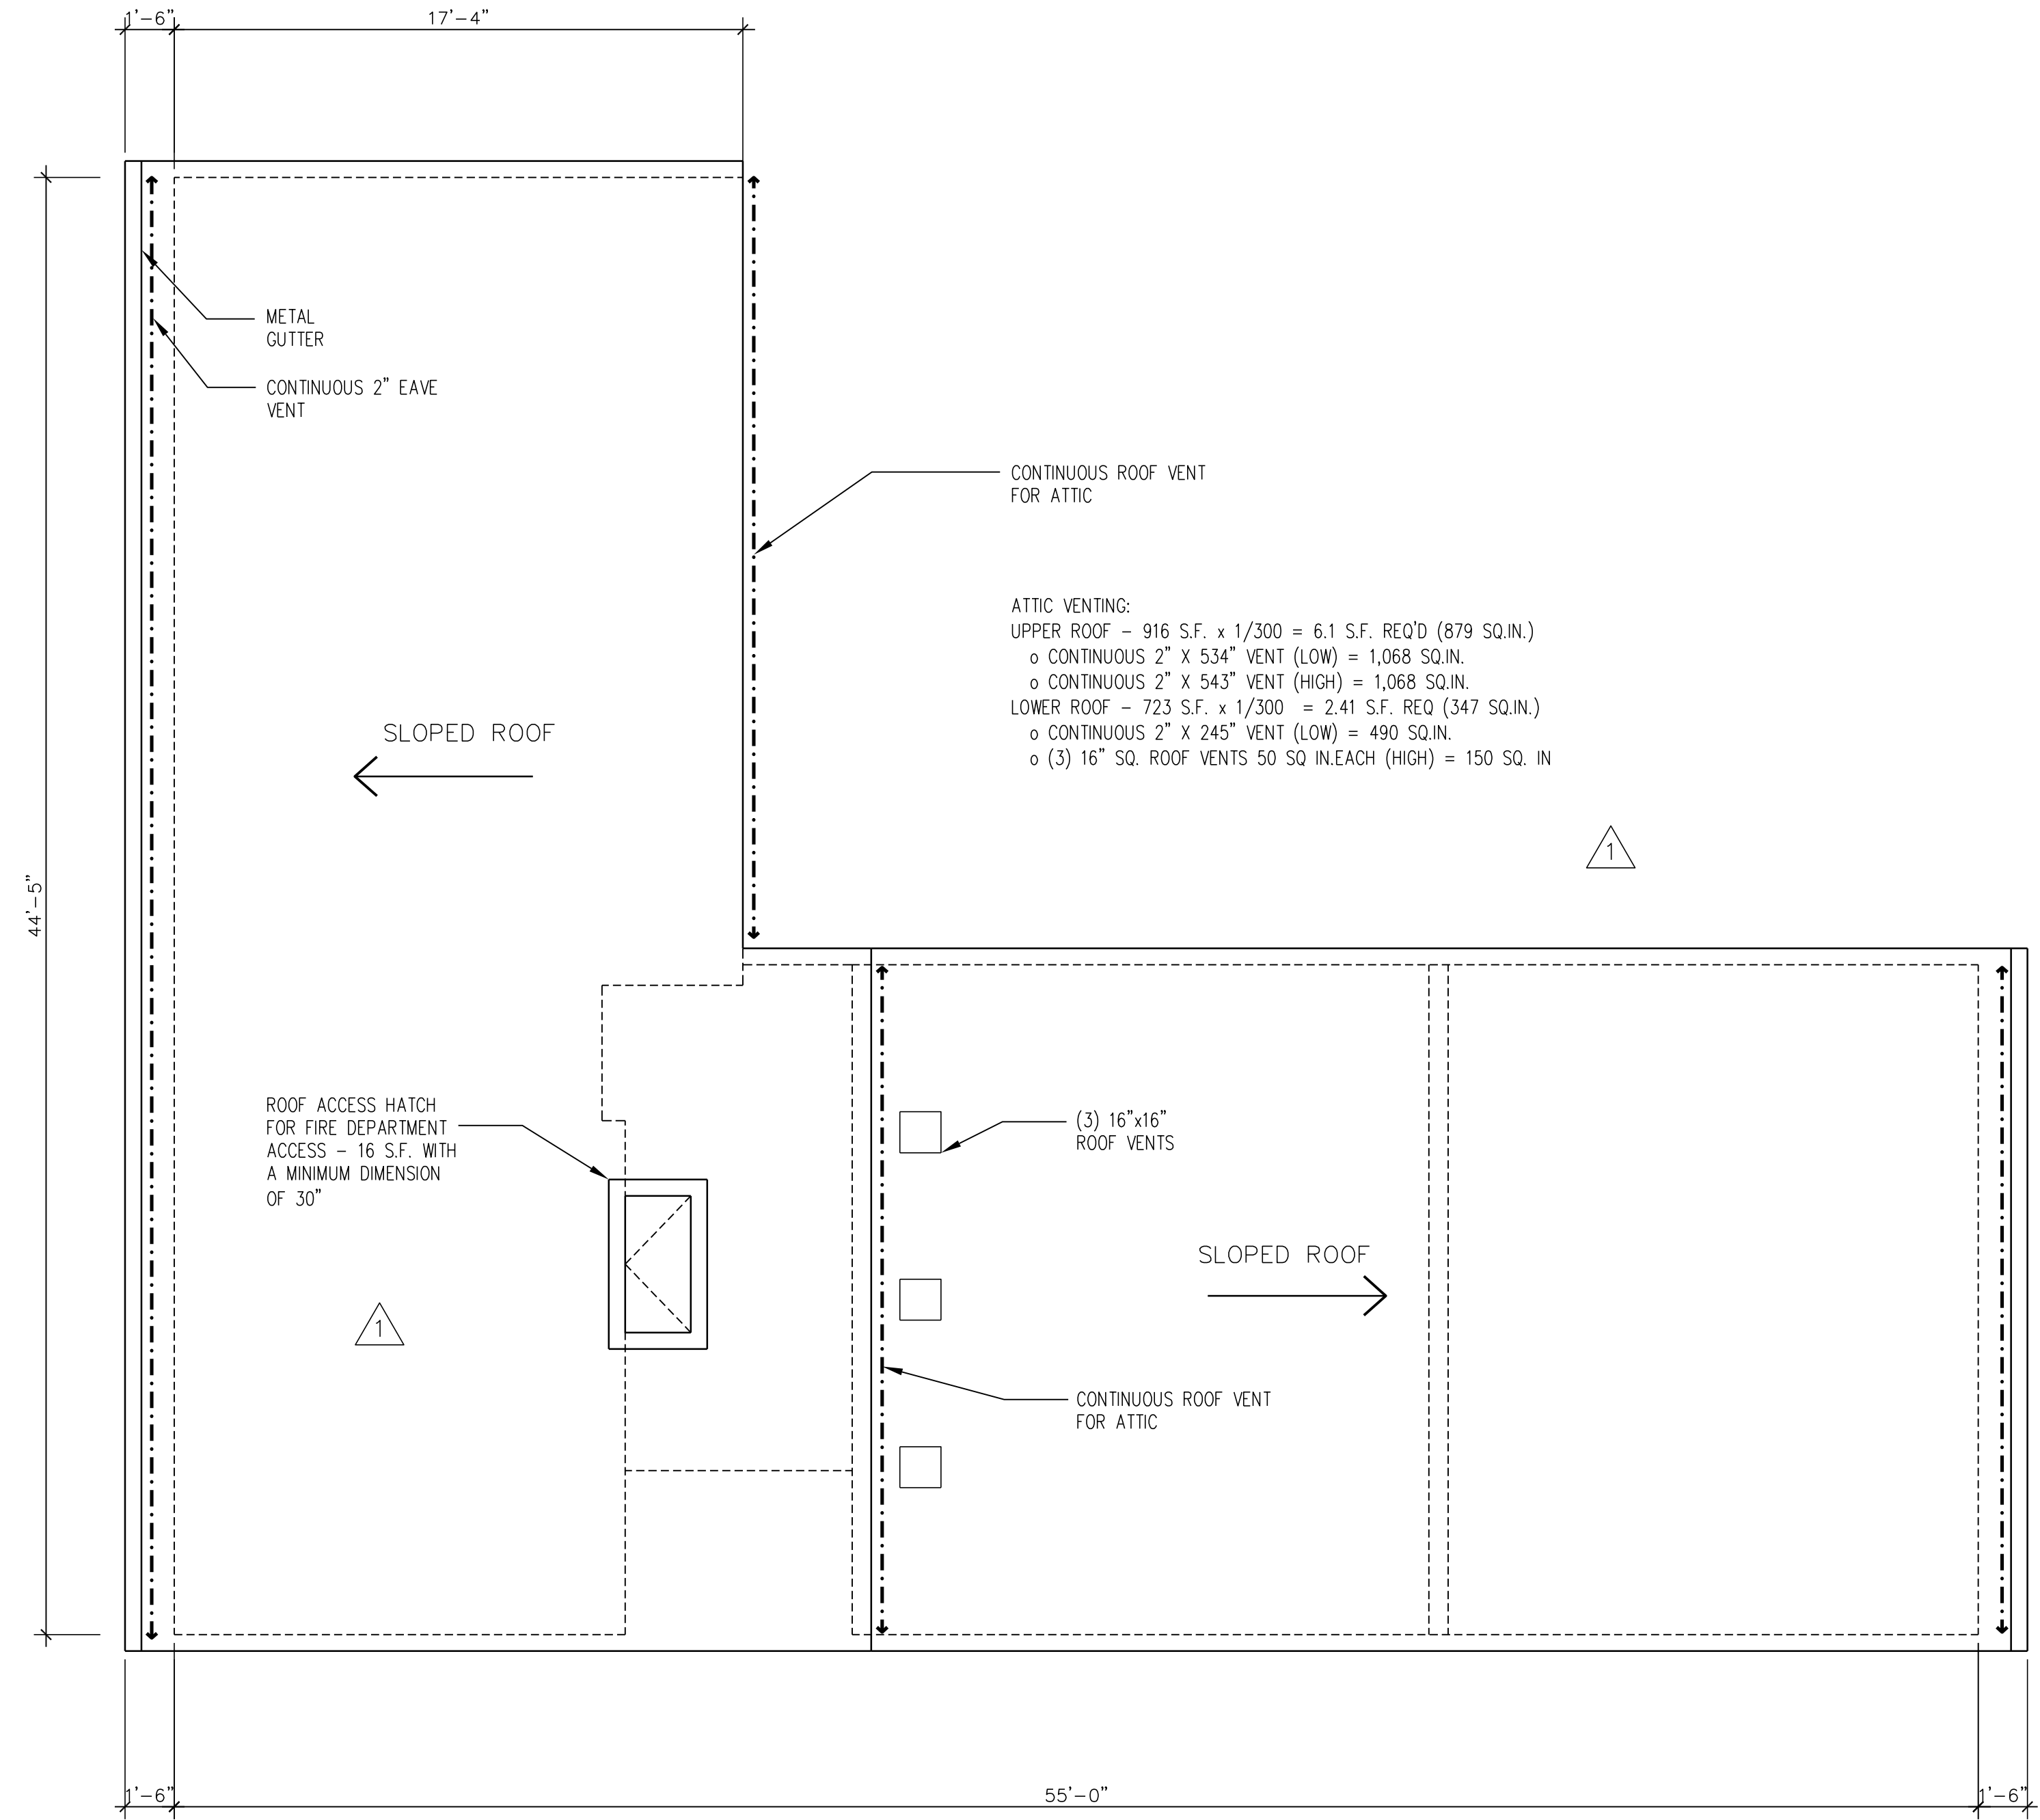 1'-6"
17'-4"
METAL
GUTTER
CONTINUOUS 2" EAVE
VENT
CONTINUOUS ROOF VENT
FOR ATTIC
ATTIC VENTING:
UPPER ROOF - 916 S.F. x 1/300 = 6.1 S.F. REQ'D (879 SQ.IN.)
o CONTINUOUS 2" X 534" VENT (LOW) = 1,068 SQ.IN.
o CONTINUOUS 2" X 543" VENT (HIGH) = 1,068 SQ.IN.
LOWER ROOF - 723 S.F. x 1/300 = 2.41 S.F. REQ (347 SQ.IN.)
o CONTINUOUS 2" X 245" VENT (LOW) = 490 SQ.IN.
o (3) 16" SQ. ROOF VENTS 50 SQ IN.EACH (HIGH) = 150 SQ. IN
SLOPED ROOF
1
44'-5"
ROOF ACCESS HATCH
FOR FIRE DEPARTMENT
ACCESS - 16 S.F. WITH
A MINIMUM DIMENSION
OF 30"
(3) 16"x16"
ROOF VENTS
SLOPED ROOF
1
CONTINUOUS ROOF VENT
FOR ATTIC
1'-6"
55'-0"
1'-6"